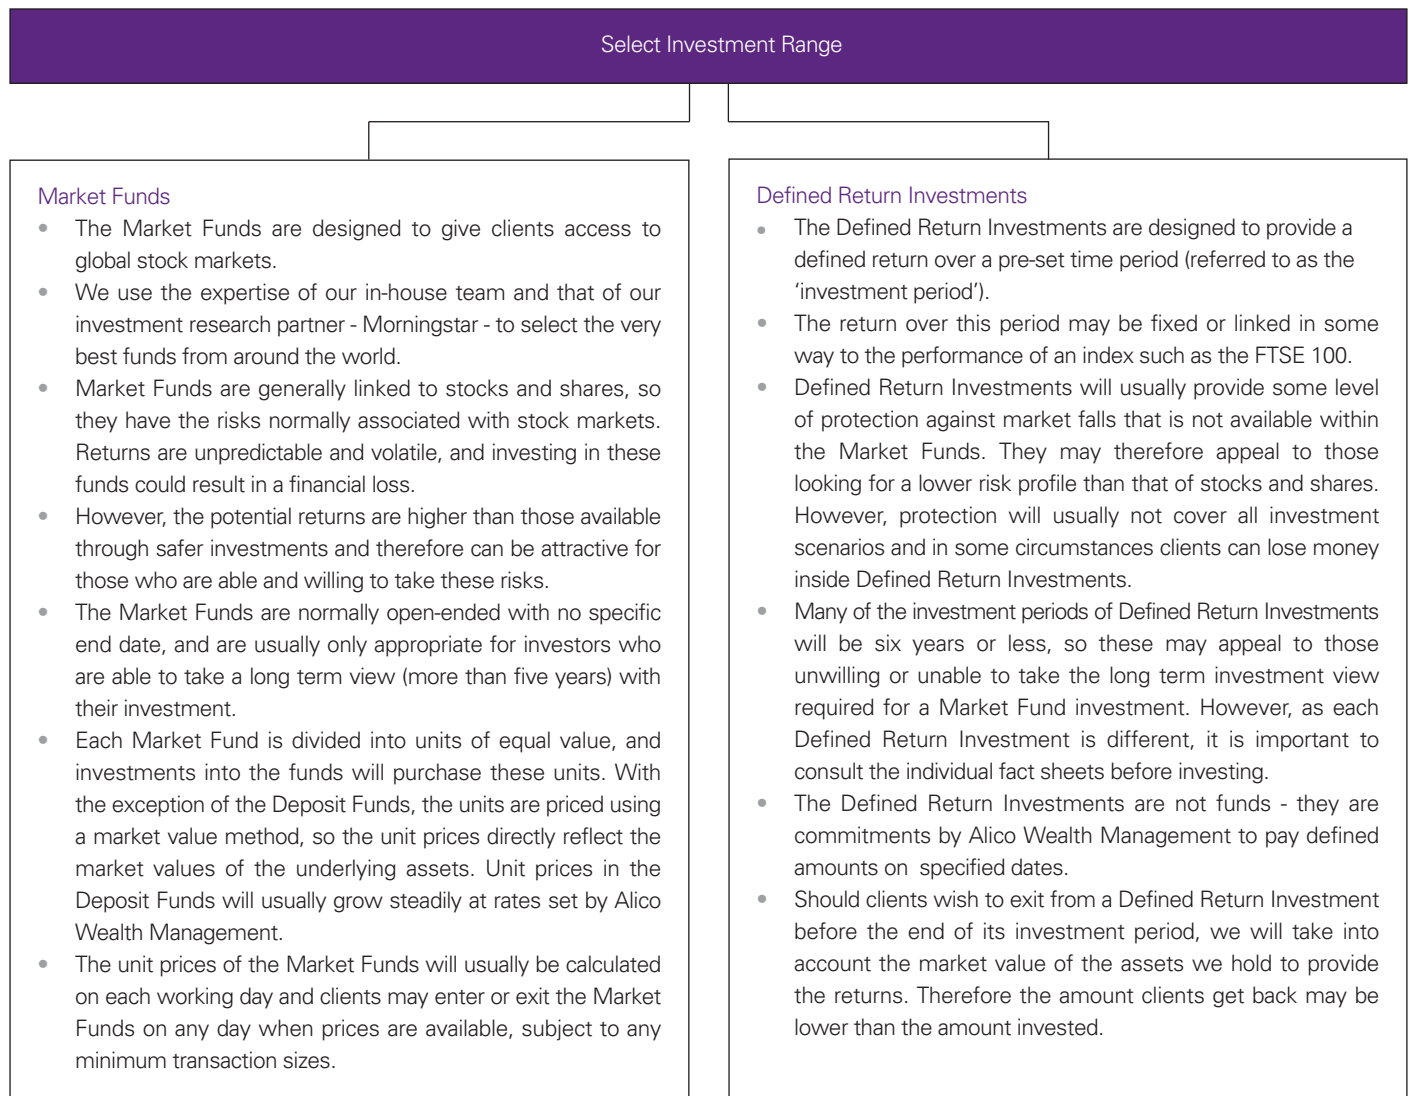 Select Investment Range
Market Funds
• The Market Funds are designed to give clients access to
global stock markets.
• We use the expertise of our in-house team and that of our
investment research partner - Morningstar - to select the very
best funds from around the world.
• Market Funds are generally linked to stocks and shares, so
they have the risks normally associated with stock markets.
Returns are unpredictable and volatile, and investing in these
funds could result in a financial loss.
• However, the potential returns are higher than those available
through safer investments and therefore can be attractive for
those who are able and willing to take these risks.
• The Market Funds are normally open-ended with no specific
end date, and are usually only appropriate for investors who
are able to take a long term view (more than five years) with
their investment.
• Each Market Fund is divided into units of equal value, and
investments into the funds will purchase these units. With
the exception of the Deposit Funds, the units are priced using
a market value method, so the unit prices directly reflect the
market values of the underlying assets. Unit prices in the
Deposit Funds will usually grow steadily at rates set by Alico
Wealth Management.
• The unit prices of the Market Funds will usually be calculated
on each working day and clients may enter or exit the Market
Funds on any day when prices are available, subject to any
minimum transaction sizes.
Defined Return Investments
• The Defined Return Investments are designed to provide a
defined return over a pre-set time period (referred to as the
‘investment period’).
• The return over this period may be fixed or linked in some
way to the performance of an index such as the FTSE 100.
• Defined Return Investments will usually provide some level
of protection against market falls that is not available within
the Market Funds. They may therefore appeal to those
looking for a lower risk profile than that of stocks and shares.
However, protection will usually not cover all investment
scenarios and in some circumstances clients can lose money
inside Defined Return Investments.
• Many of the investment periods of Defined Return Investments
will be six years or less, so these may appeal to those
unwilling or unable to take the long term investment view
required for a Market Fund investment. However, as each
Defined Return Investment is different, it is important to
consult the individual fact sheets before investing.
• The Defined Return Investments are not funds - they are
commitments by Alico Wealth Management to pay defined
amounts on specified dates.
• Should clients wish to exit from a Defined Return Investment
before the end of its investment period, we will take into
account the market value of the assets we hold to provide
the returns. Therefore the amount clients get back may be
lower than the amount invested.